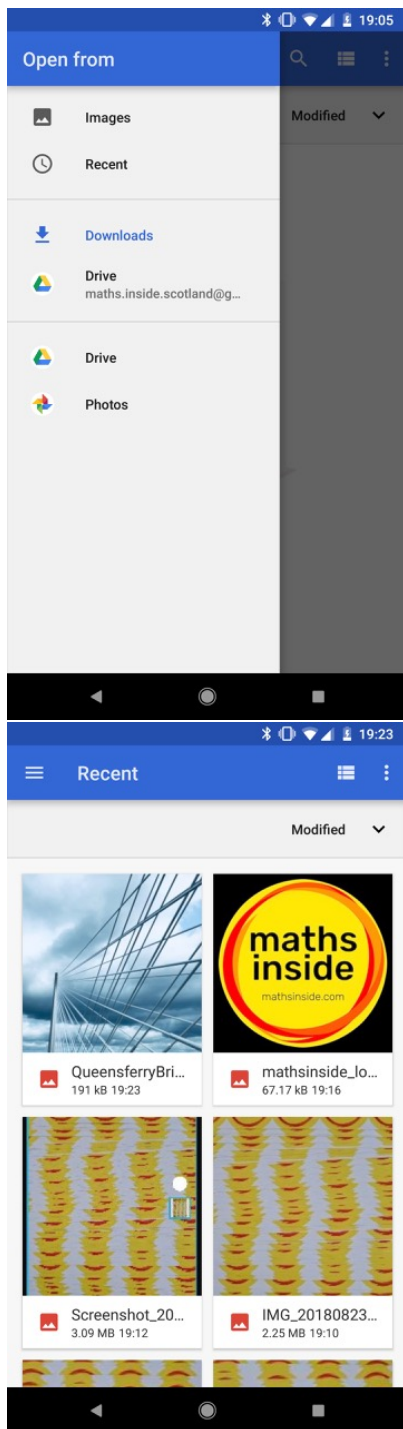 19:05
Open from
Images
Modified
Recent
Downloads
Drive
maths.inside.scotland@g...
Drive
Photos
19:23
Recent
Modified
maths
inside
mathsinside.com
QueensferryBri...
191 kB 19:23
mathsinside_lo...
67.17 kB 19:16
Screenshot_20...
3.09 MB 19:12
IMG_20180823...
2.25 MB 19:10